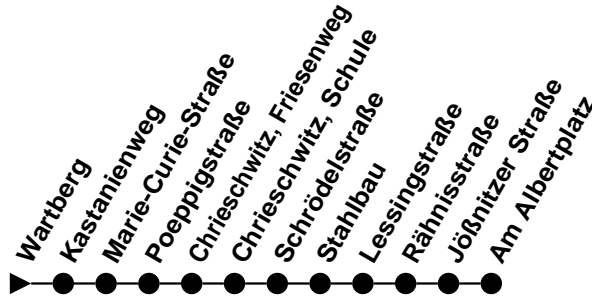 Wartberg
Kastanienweg
Marie-Curie-Straße
Poeppigstraße
Chrieschwitz, Friesenweg
Chrieschwitz, Schule
Schrödelstraße
Stahlbau
Lessingstraße
Rähnisstraße
Jößnitzer Straße
Am Albertplatz